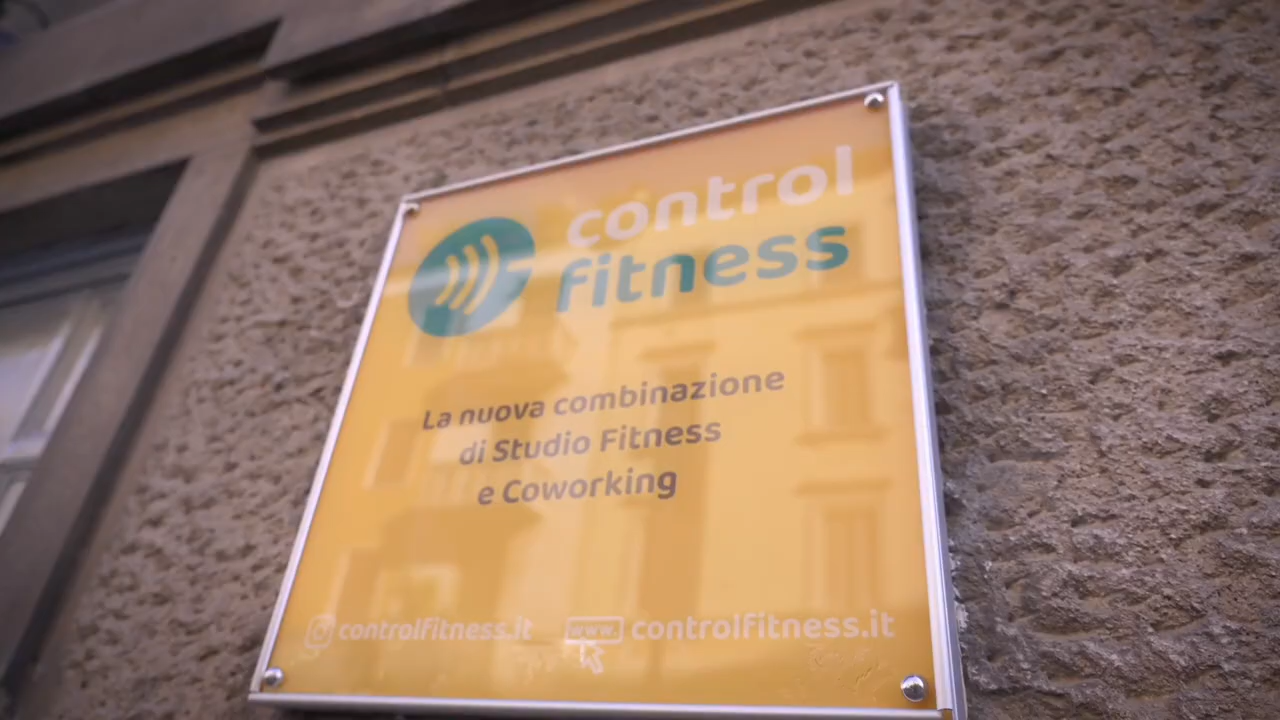 control
fitness
La nuova combinazione
di Studio Fitness
e Coworking
controlfitness.it
www. controlfitness.it